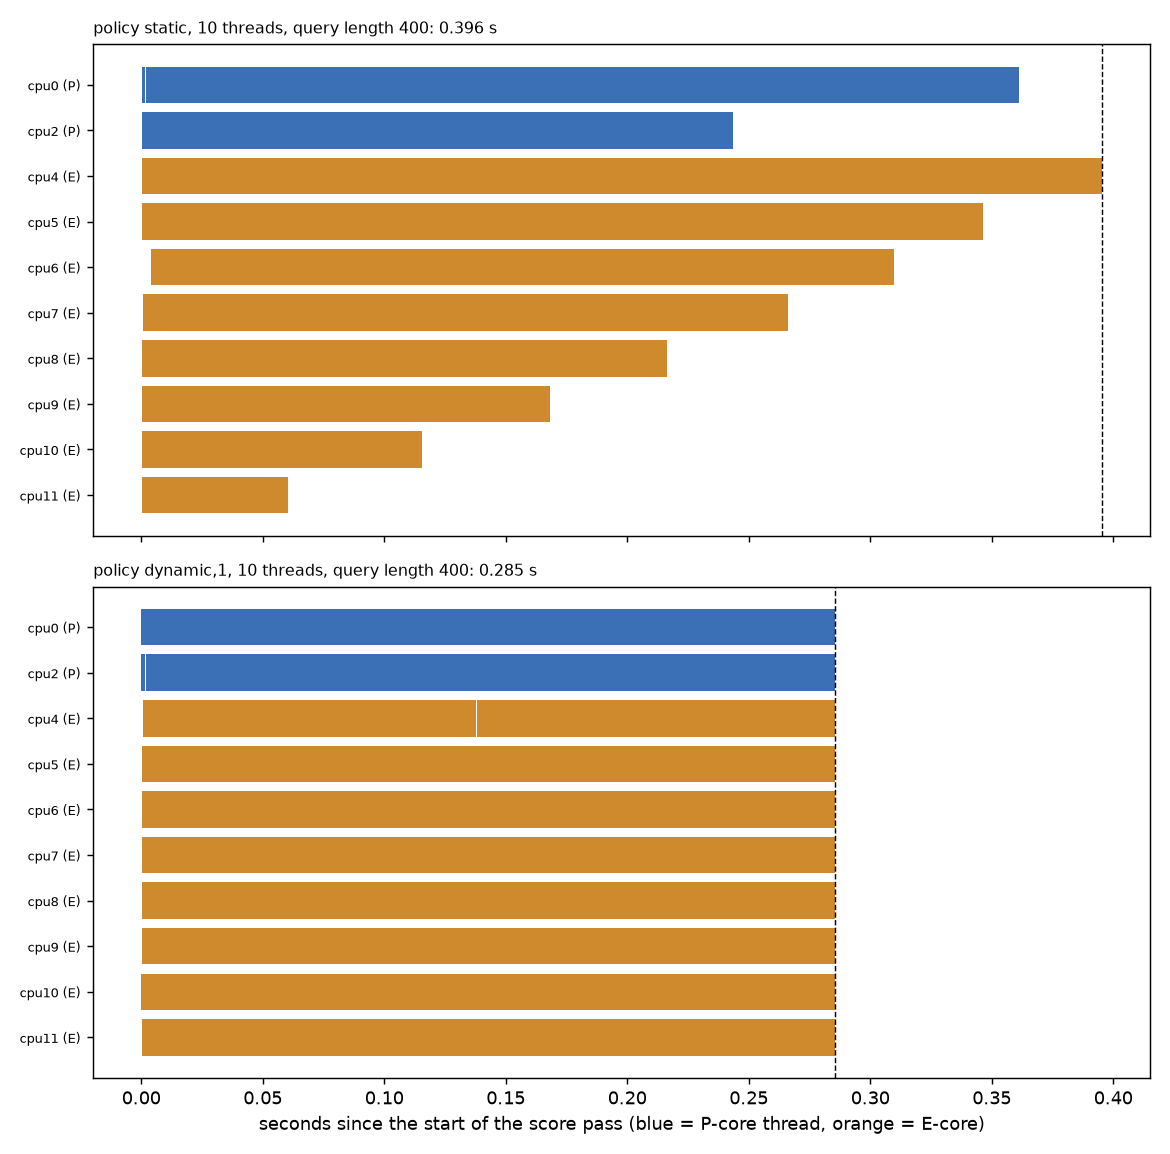 policy static, 10 threads, query length 400: 0.396 s
cpu0 (P)
cpu2 (P)
cpu4 (E)
cpu5 (E)
cpu6 (E)
cpu7 (E)
cpu8 (E)
cpu9 (E)
cpu10 (E)
cpu11 (E)
policy dynamic,1, 10 threads, query length 400: 0.285 s
cpu0 (P)
cpu2 (P)
cpu4 (E)
cpu5 (E)
cpu6 (E)
cpu7 (E)
cpu8 (E)
cpu9 (E)
cpu10 (E)
cpu11 (E)
0.00 0.05 0.10 0.15 0.20 0.25 0.30 0.35 0.40
seconds since the start of the score pass (blue = P-core thread, orange = E-core)